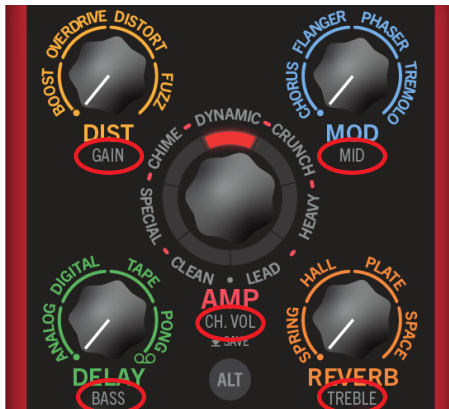 BOOST OVERDRIVE DISTORT FUZZ
DIST
GAIN
CHORUS FLANGER PHASER TREMOLO
MOD
MID
CLEAN SPECIAL CHIME DYNAMIC CRUNCH HEAVY LEAD
AMP
CH. VOL
SAVE
ANALOG DIGITAL TAPE PONG
DELAY
BASS
ALT
SPRING HALL PLATE SPACE
REVERB
TREBLE